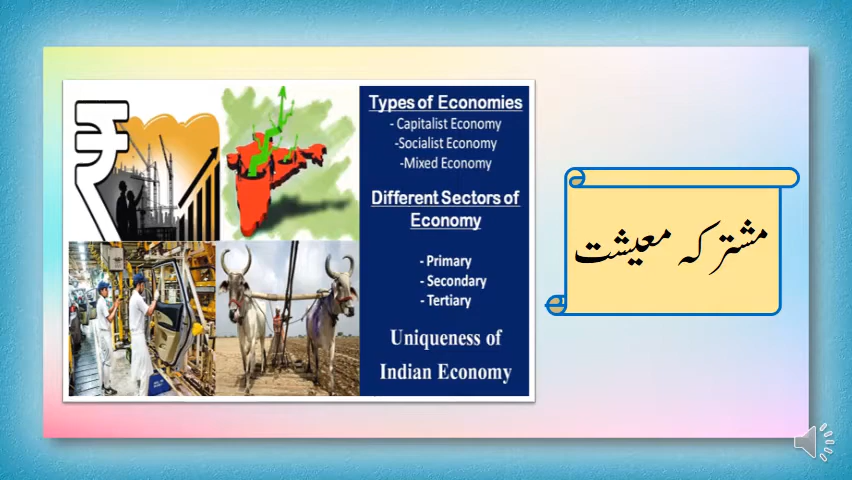 Types of Economies
- Capitalist Economy
-Socialist Economy
-Mixed Economy
Different Sectors of
Economy
- Primary
- Secondary
- Tertiary
Uniqueness of
Indian Economy
مشترکہ معیشت